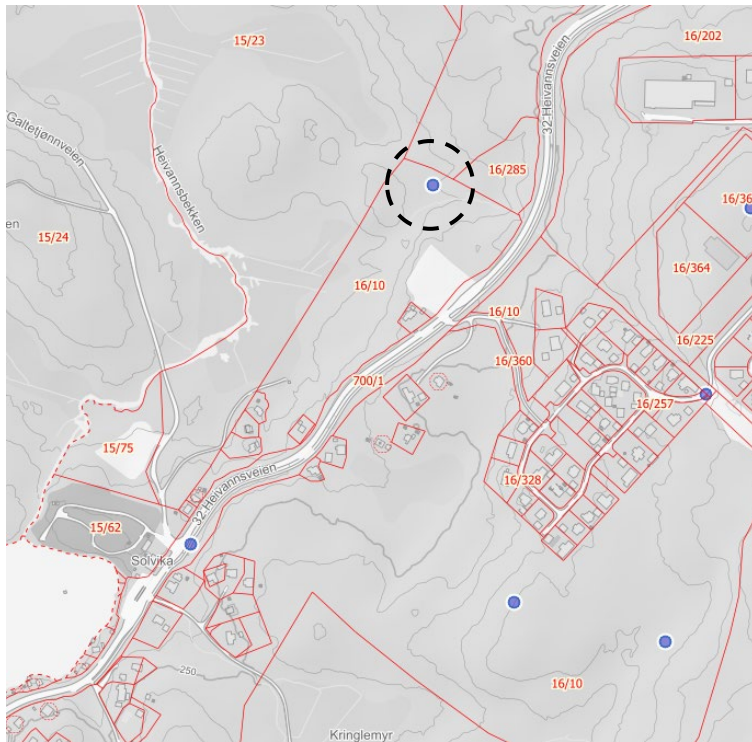 16/202
15/23
32 Heivannsveien
Galtetjønnveien
Heivannsbekken
16/285
16/36
en
15/24
16/364
16/10
16/10
16/225
16/360
700/1
16/257
15/75
16/328
32 Heivannsveien
15/62
Solvika
250
16/10
Kringlemyr